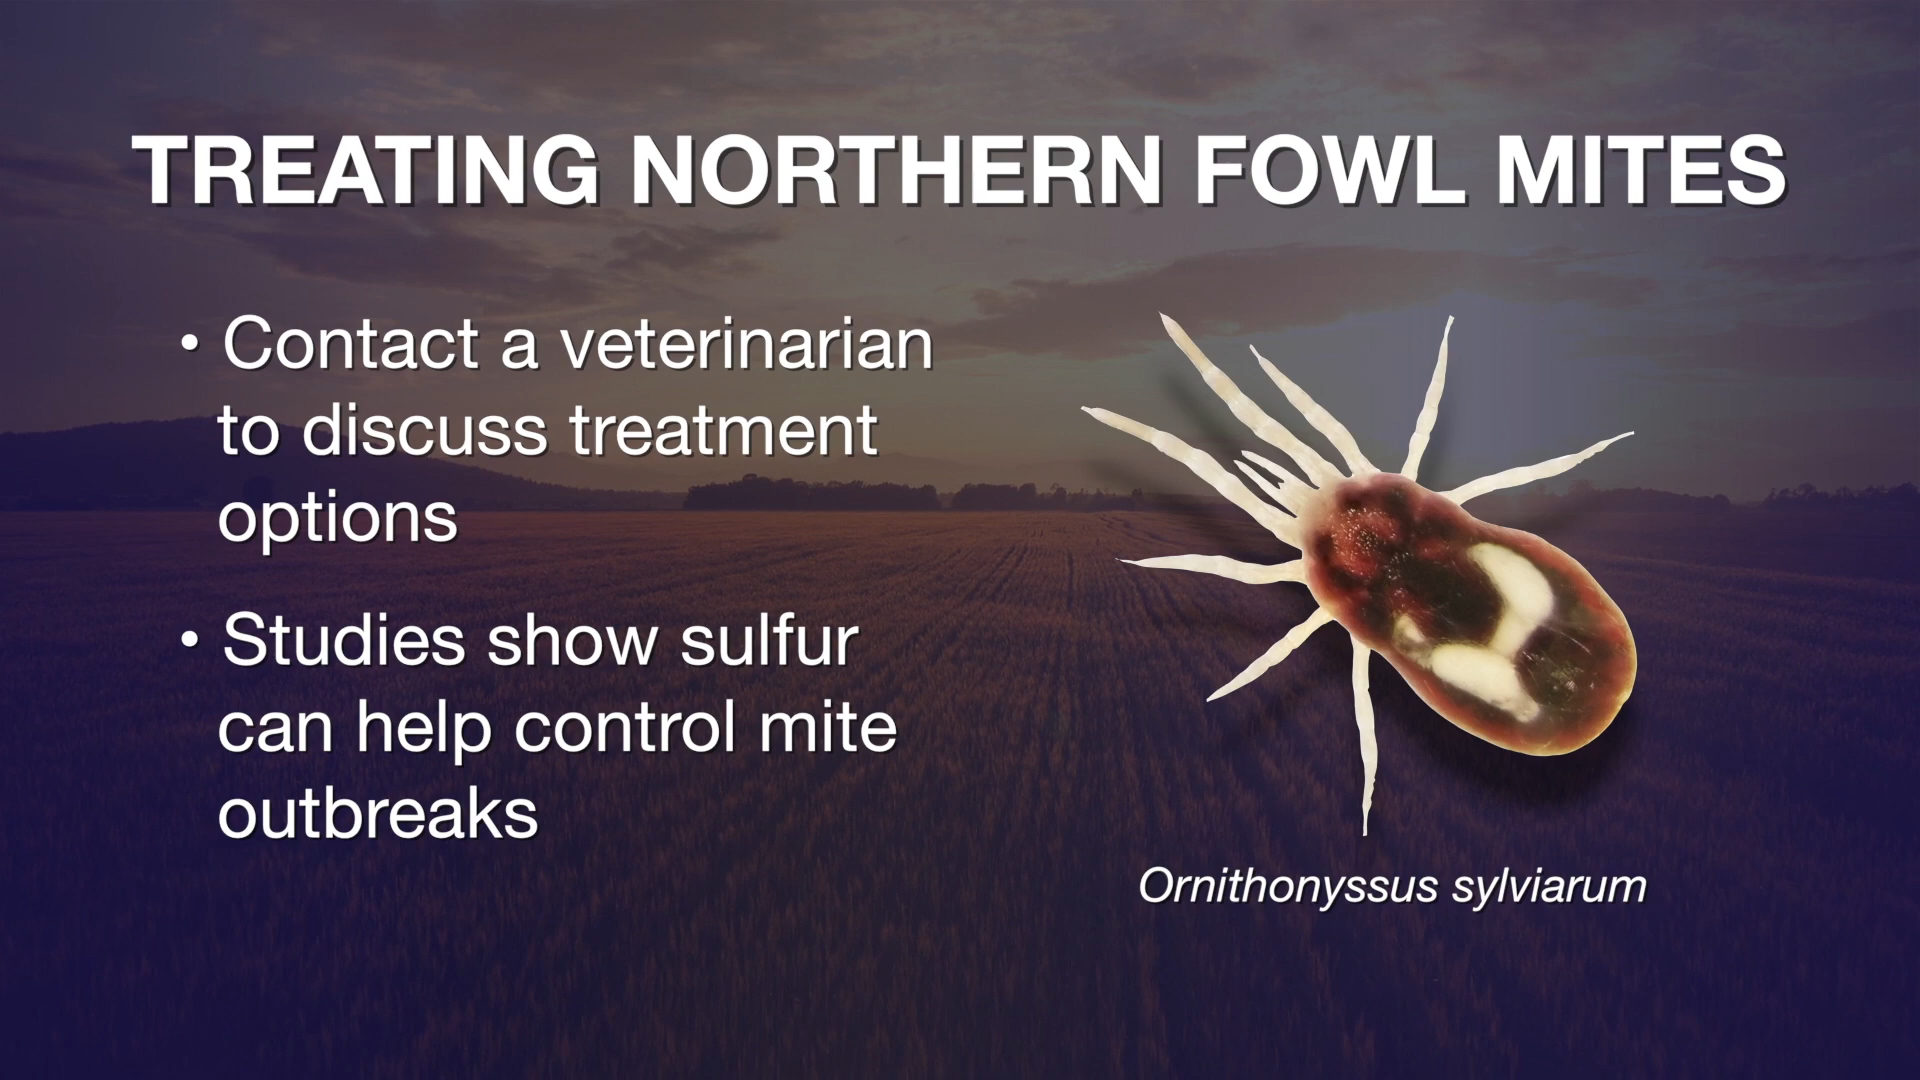 TREATING NORTHERN FOWL MITES
• Contact a veterinarian
to discuss treatment
options
• Studies show sulfur
can help control mite
outbreaks
Ornithonyssus sylviarum